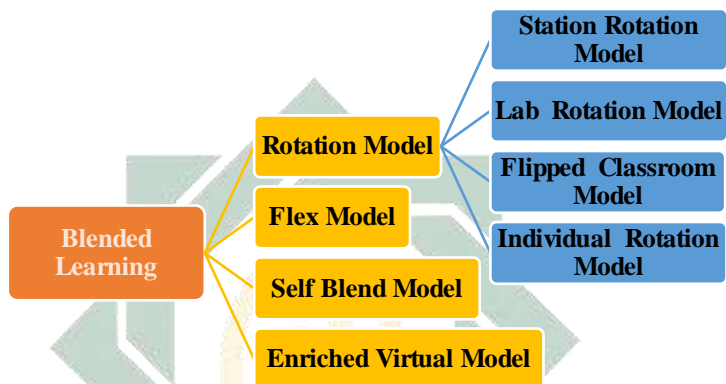 Blended
Learning
Rotation Model
Flex Model
Self Blend Model
Enriched Virtual Model
Station Rotation
Model
Lab Rotation Model
Flipped Classroom
Model
Individual Rotation
Model